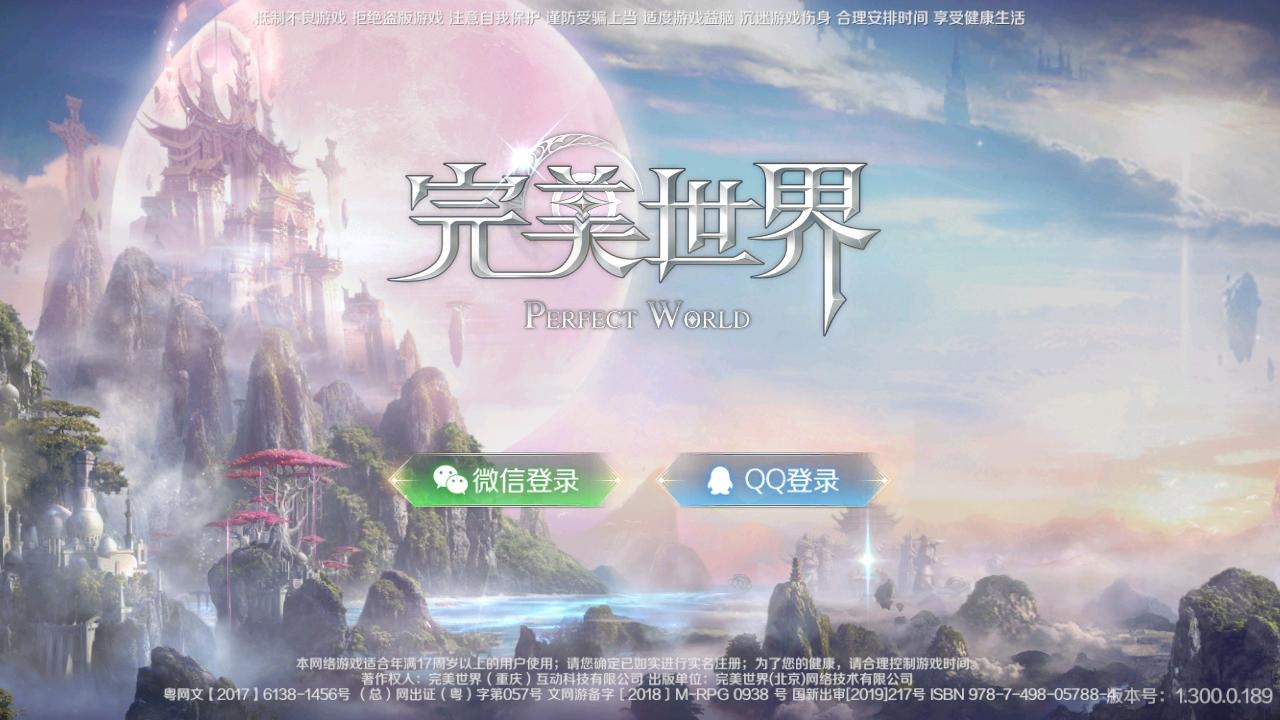 抵制不良游戏 拒绝盗版游戏 注意自我保护 谨防受骗上当 适度游戏益脑 沉迷游戏伤身 合理安排时间 享受健康生活
完美世界
PERFECT WORLD
微信登录
QQ登录
本网络游戏适合年满17周岁以上的用户使用；请您确定已如实进行实名注册；为了您的健康，请合理控制游戏时间。
著作权人：完美世界（重庆）互动科技有限公司 出版单位：完美世界(北京)网络技术有限公司
粤网文【2017】6138-1456号 （总）网出证（粤）字第057号 文网游备字［2018］M-RPG 0938 号 国新出审[2019]217号 ISBN 978-7-498-05788-4
版本号：1.300.0.189